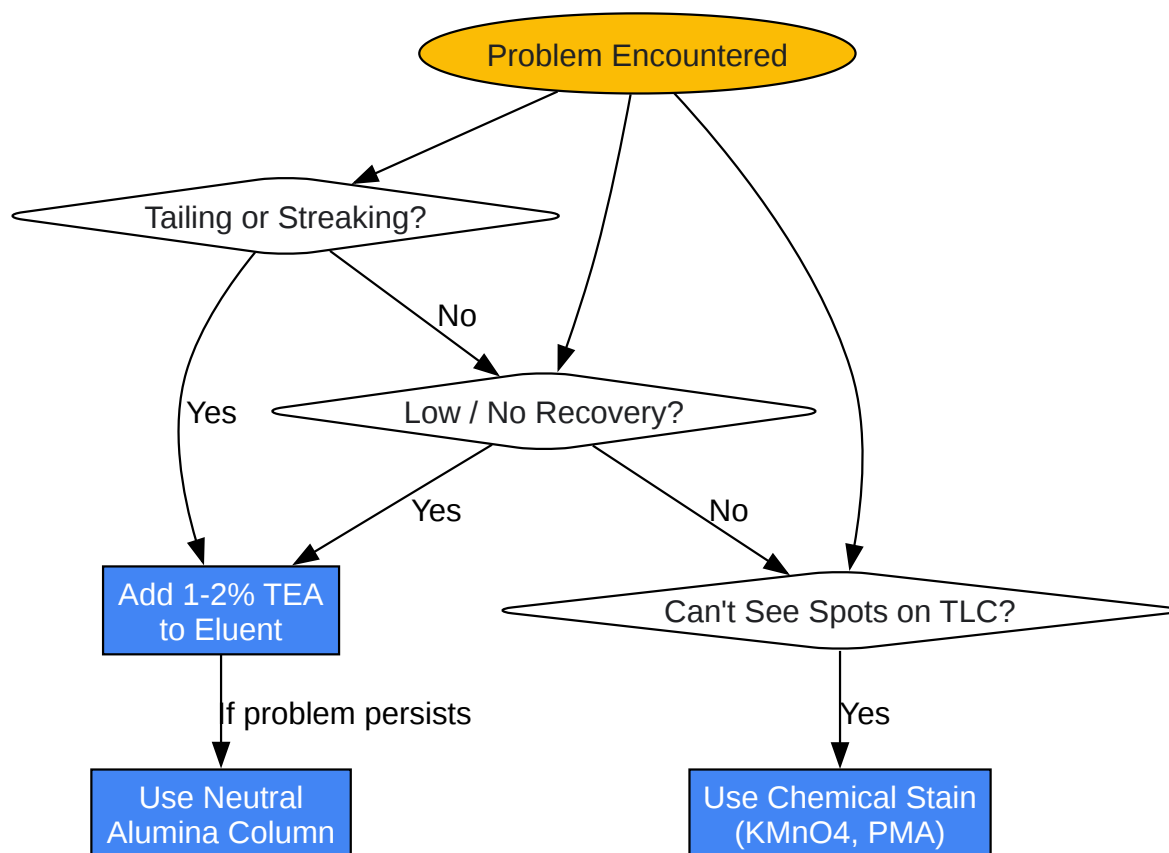 Problem Encountered
Tailing or Streaking?
No
Low / No Recovery?
Yes
Yes
No
Add 1-2% TEA
to Eluent
Can't See Spots on TLC?
If problem persists
Yes
Use Neutral
Alumina Column
Use Chemical Stain
(KMnO4, PMA)